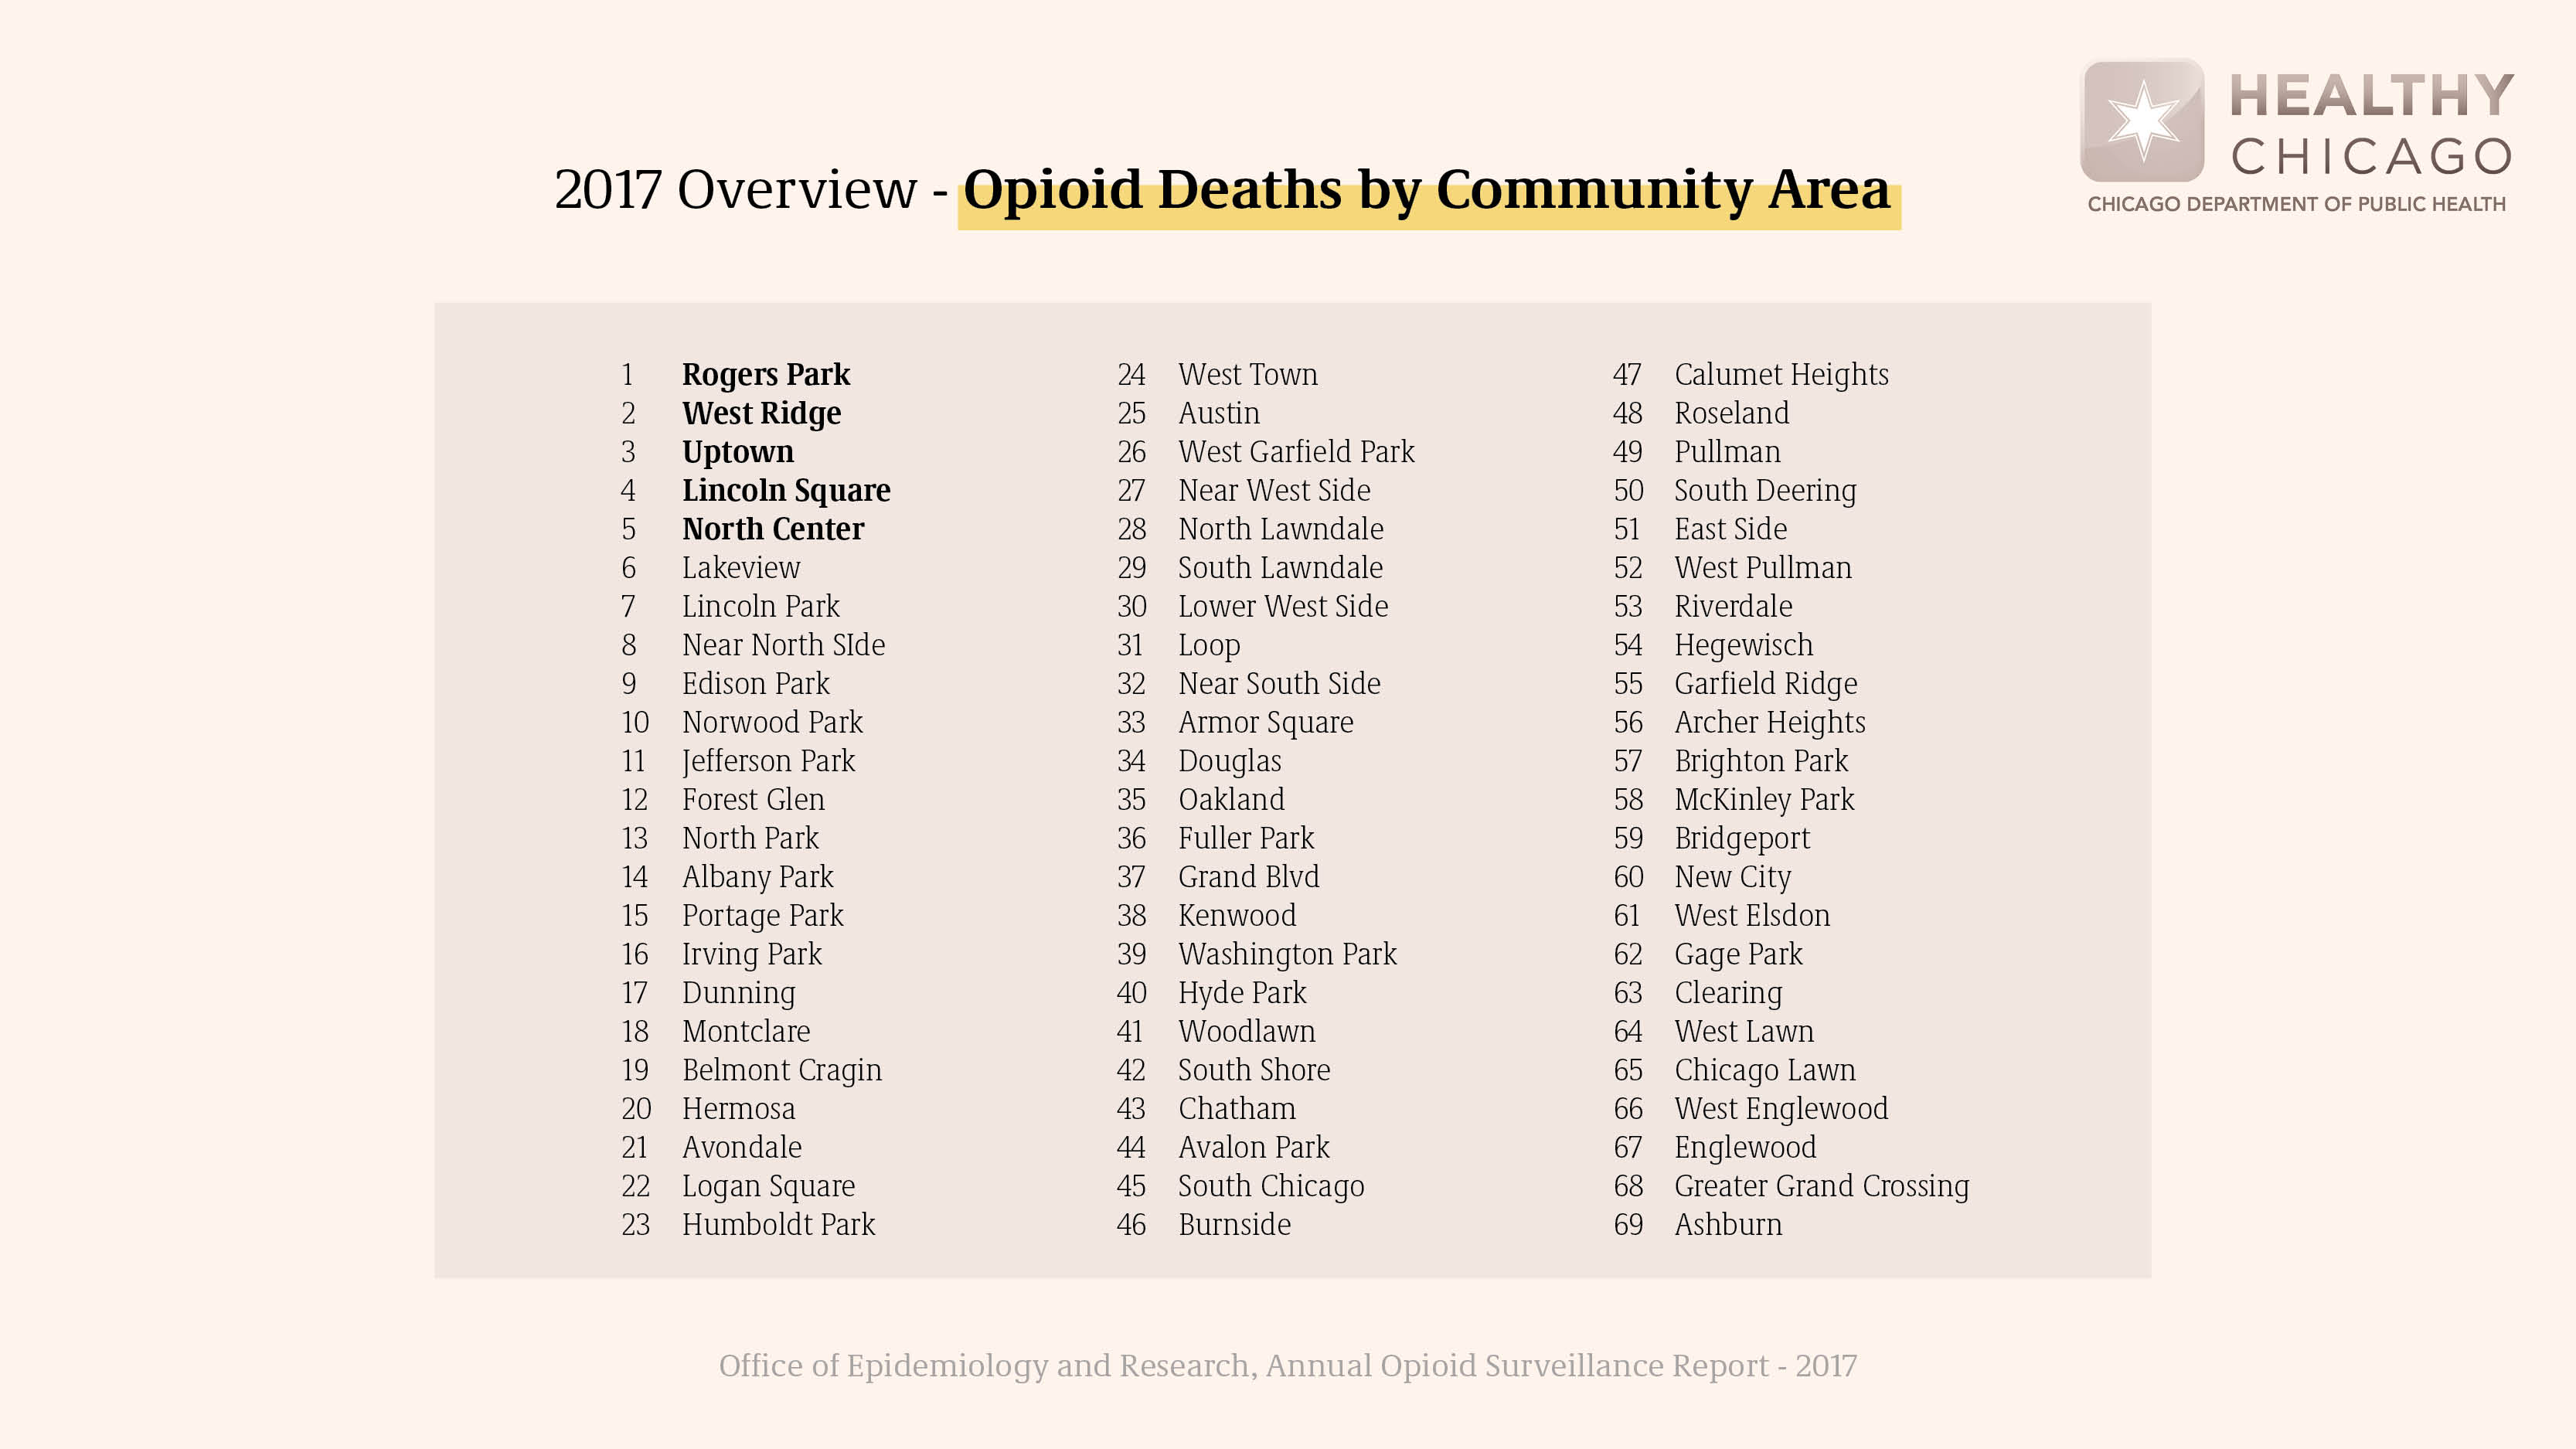 HEALTHY
CHICAGO
CHICAGO DEPARTMENT OF PUBLIC HEALTH
2017 Overview - Opioid Deaths by Community Area
1 Rogers Park
2 West Ridge
3 Uptown
4 Lincoln Square
5 North Center
6 Lakeview
7 Lincoln Park
8 Near North SIde
9 Edison Park
10 Norwood Park
11 Jefferson Park
12 Forest Glen
13 North Park
14 Albany Park
15 Portage Park
16 Irving Park
17 Dunning
18 Montclare
19 Belmont Cragin
20 Hermosa
21 Avondale
22 Logan Square
23 Humboldt Park
24 West Town
25 Austin
26 West Garfield Park
27 Near West Side
28 North Lawndale
29 South Lawndale
30 Lower West Side
31 Loop
32 Near South Side
33 Armor Square
34 Douglas
35 Oakland
36 Fuller Park
37 Grand Blvd
38 Kenwood
39 Washington Park
40 Hyde Park
41 Woodlawn
42 South Shore
43 Chatham
44 Avalon Park
45 South Chicago
46 Burnside
47 Calumet Heights
48 Roseland
49 Pullman
50 South Deering
51 East Side
52 West Pullman
53 Riverdale
54 Hegewisch
55 Garfield Ridge
56 Archer Heights
57 Brighton Park
58 McKinley Park
59 Bridgeport
60 New City
61 West Elsdon
62 Gage Park
63 Clearing
64 West Lawn
65 Chicago Lawn
66 West Englewood
67 Englewood
68 Greater Grand Crossing
69 Ashburn
Office of Epidemiology and Research, Annual Opioid Surveillance Report - 2017